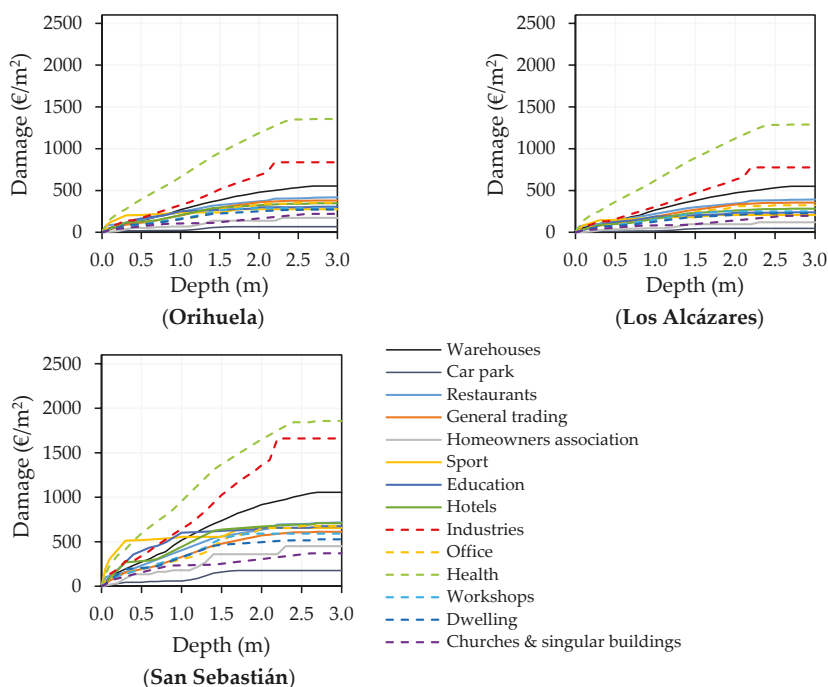 2500
2000
1500
1000
500
0
Damage (€/m²)
0.0 0.5 1.0 1.5 2.0 2.5 3.0
Depth (m)
(Orihuela)
2500
2000
1500
1000
500
0
Damage (€/m²)
0.0 0.5 1.0 1.5 2.0 2.5 3.0
Depth (m)
(Los Alcázares)
2500
2000
1500
1000
500
0
Damage (€/m²)
0.0 0.5 1.0 1.5 2.0 2.5 3.0
Depth (m)
(San Sebastián)
Warehouses
Car park
Restaurants
General trading
Homeowners association
Sport
Education
Hotels
Industries
Office
Health
Workshops
Dwelling
Churches & singular buildings